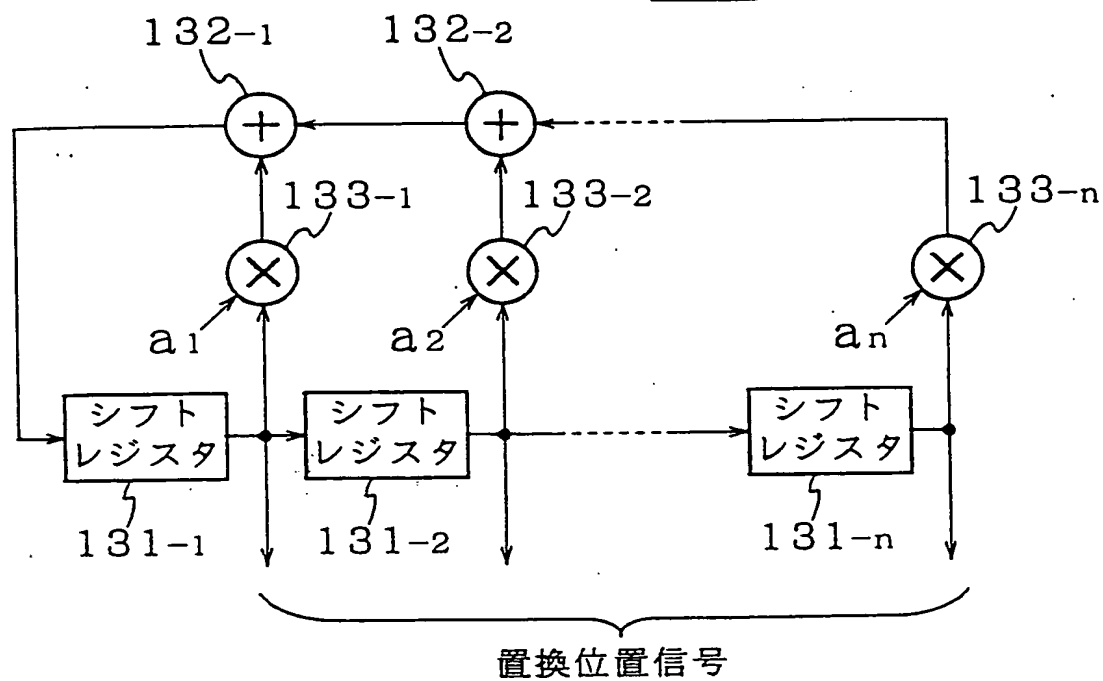 132-1
132-2
+
+
133-1
133-2
133-n
×
×
×
a1
a2
an
シフト
レジスタ
シフト
レジスタ
シフト
レジスタ
131-1
131-2
131-n
置換位置信号